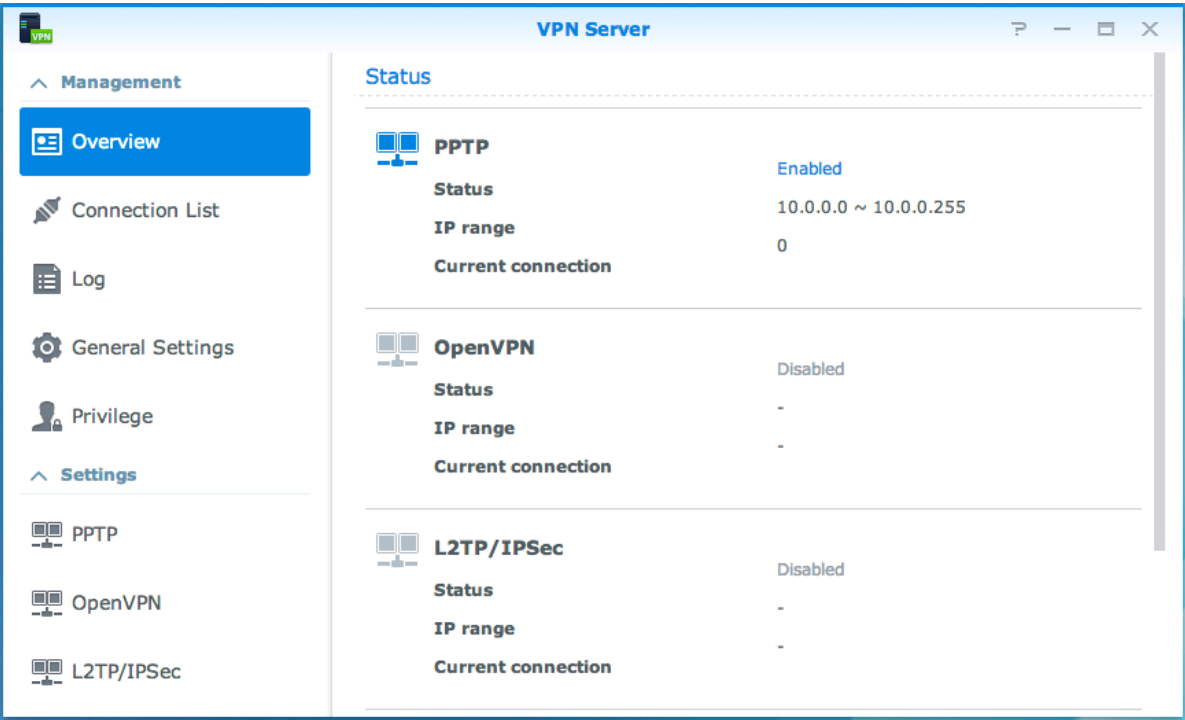 VPN
VPN Server
Management
Overview
Connection List
Log
General Settings
Privilege
Settings
PPTP
OpenVPN
L2TP/IPSec
Status
PPTP
Status Enabled
IP range 10.0.0.0 ~ 10.0.0.255
Current connection 0
OpenVPN
Status Disabled
IP range -
Current connection -
L2TP/IPSec
Status Disabled
IP range -
Current connection -